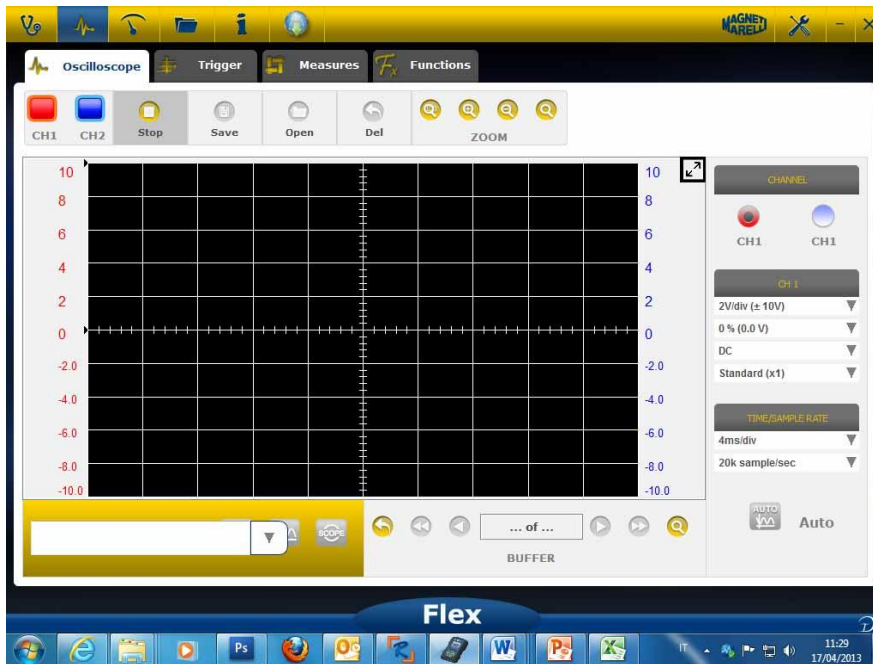 MAGNETI
MARELLI
Oscilloscope Trigger Measures Fx Functions
CH1 CH2 Stop Save Open Del ZOOM
10 10
8 8
6 6
4 4
2 2
0 0
-2.0 -2.0
-4.0 -4.0
-6.0 -6.0
-8.0 -8.0
-10.0 -10.0
CHANNEL
CH1 CH1
CH 1
2V/div (± 10V)
0 % (0.0 V)
DC
Standard (x1)
TIME/SAMPLE RATE
4ms/div
20k sample/sec
AUTO
Auto
SCOPE
... of ...
BUFFER
Flex
Ps
IT
11:29
17/04/2013